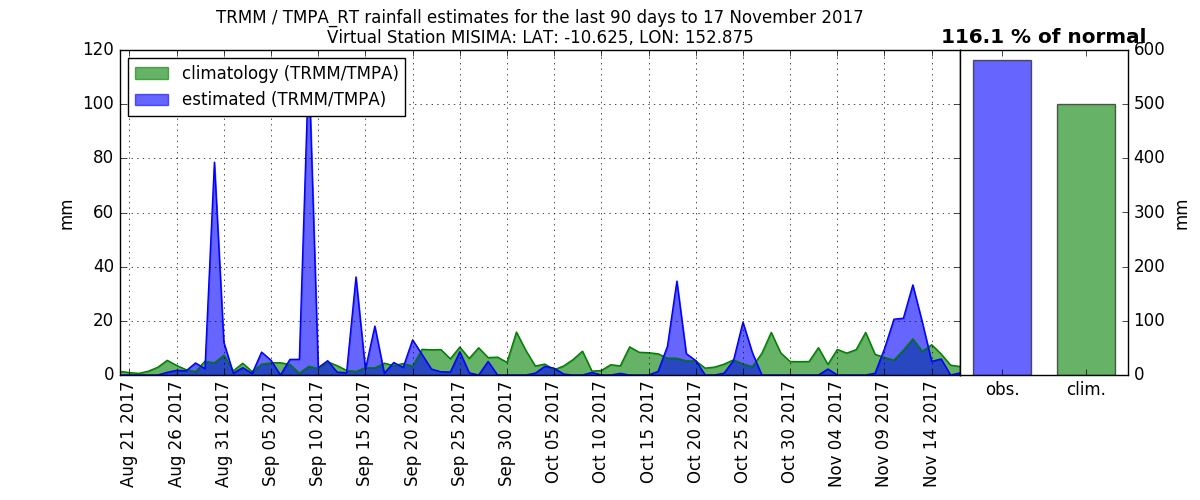 TRMM / TMPA_RT rainfall estimates for the last 90 days to 17 November 2017
Virtual Station MISIMA: LAT: -10.625, LON: 152.875
116.1 % of normal
climatology (TRMM/TMPA)
estimated (TRMM/TMPA)
mm
120
100
80
60
40
20
0
600
500
400
300
200
100
0
mm
Aug 21 2017
Aug 26 2017
Aug 31 2017
Sep 05 2017
Sep 10 2017
Sep 15 2017
Sep 20 2017
Sep 25 2017
Sep 30 2017
Oct 05 2017
Oct 10 2017
Oct 15 2017
Oct 20 2017
Oct 25 2017
Oct 30 2017
Nov 04 2017
Nov 09 2017
Nov 14 2017
obs.
clim.